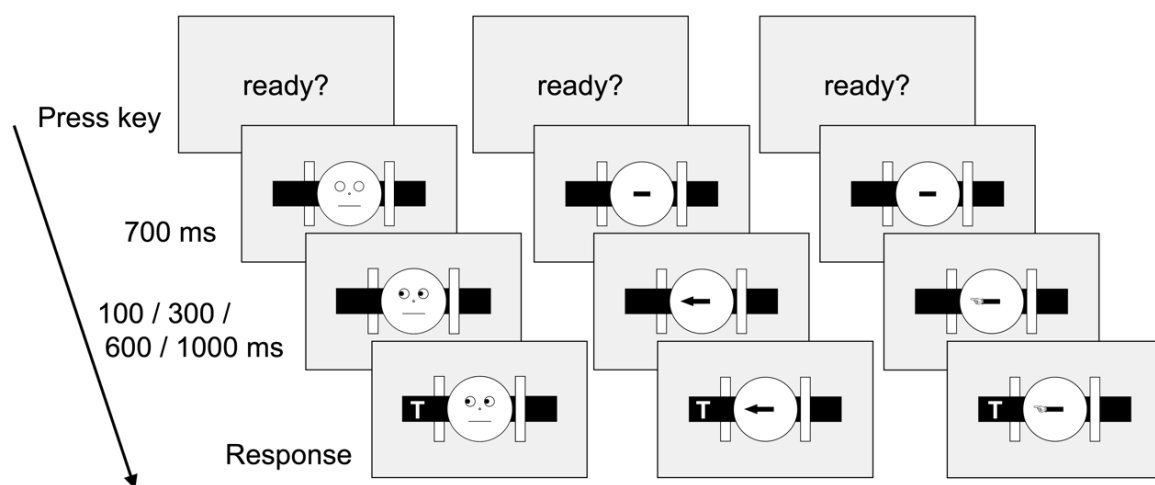 ready?
ready?
ready?
Press key
700 ms
100 / 300 /
600 / 1000 ms
T
T
T
Response